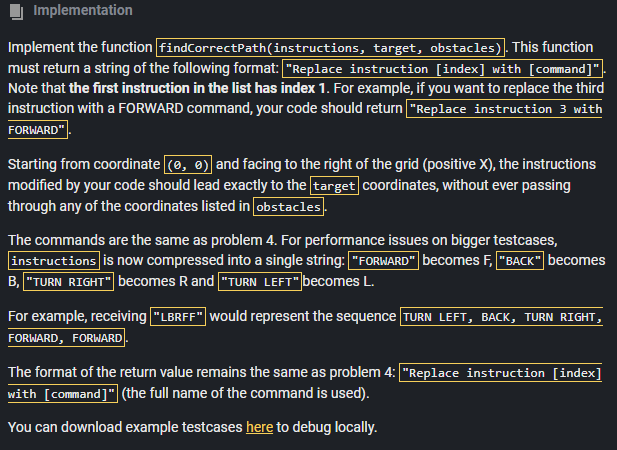 Implementation
Implement the function findCorrectPath(instructions, target, obstacles). This function
must return a string of the following format: "Replace instruction [index] with [command]".
Note that the first instruction in the list has index 1. For example, if you want to replace the third
instruction with a FORWARD command, your code should return "Replace instruction 3 with
FORWARD".
Starting from coordinate (0, 0) and facing to the right of the grid (positive X), the instructions
modified by your code should lead exactly to the target coordinates, without ever passing
through any of the coordinates listed in obstacles.
The commands are the same as problem 4. For performance issues on bigger testcases,
instructions is now compressed into a single string: "FORWARD" becomes F, "BACK" becomes
B, "TURN RIGHT" becomes R and "TURN LEFT"becomes L.
For example, receiving "LBRFF" would represent the sequence TURN LEFT, BACK, TURN RIGHT,
FORWARD, FORWARD.
The format of the return value remains the same as problem 4: "Replace instruction [index]
with [command]" (the full name of the command is used).
You can download example testcases here to debug locally.